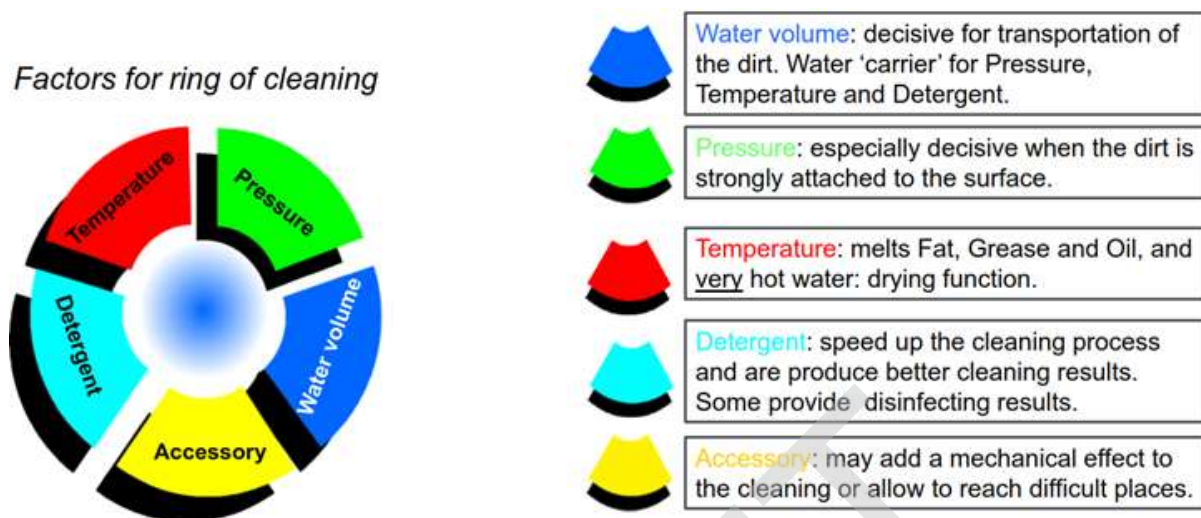 Factors for ring of cleaning
Temperature
Pressure
Detergent
Water volume
Accessory
Water volume: decisive for transportation of
the dirt. Water ‘carrier’ for Pressure,
Temperature and Detergent.
Pressure: especially decisive when the dirt is
strongly attached to the surface.
Temperature: melts Fat, Grease and Oil, and
very hot water: drying function.
Detergent: speed up the cleaning process
and are produce better cleaning results.
Some provide disinfecting results.
Accessory: may add a mechanical effect to
the cleaning or allow to reach difficult places.